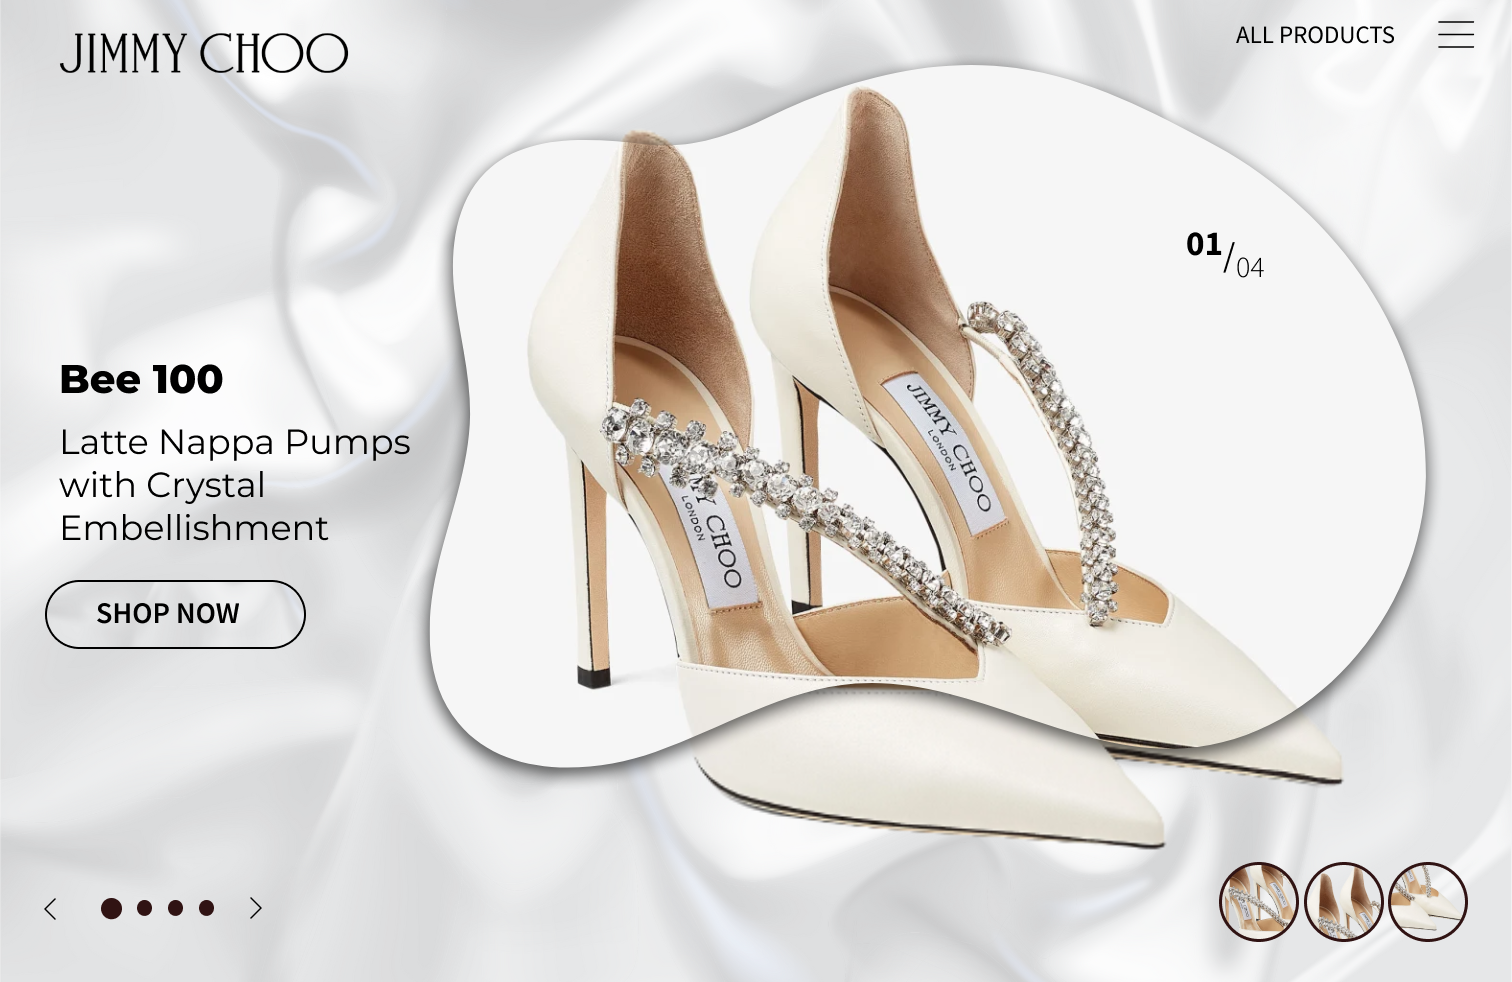 JIMMY CHOO
ALL PRODUCTS
01/04
Bee 100
Latte Nappa Pumps
with Crystal
Embellishment
SHOP NOW
JIMMY CHOO
LONDON
MY CHOO
LONDON